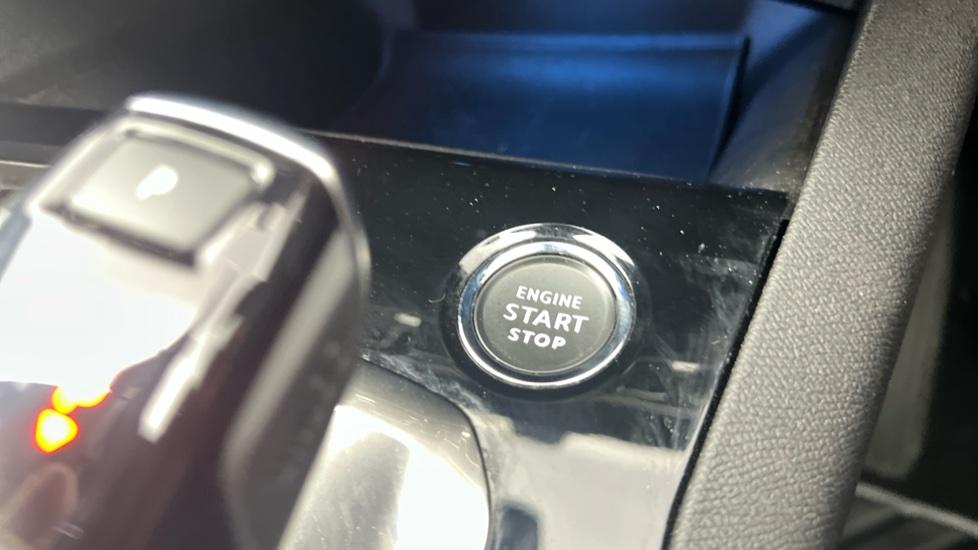 P
ENGINE
START
STOP